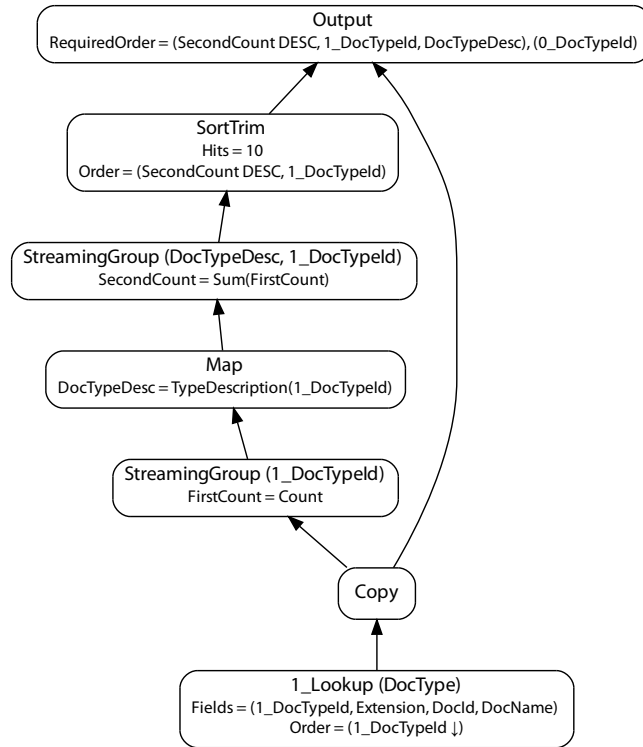 Output
RequiredOrder = (SecondCount DESC, 1_DocTypeId, DocTypeDesc), (0_DocTypeId)
SortTrim
Hits = 10
Order = (SecondCount DESC, 1_DocTypeId)
StreamingGroup (DocTypeDesc, 1_DocTypeId)
SecondCount = Sum(FirstCount)
Map
DocTypeDesc = TypeDescription(1_DocTypeId)
StreamingGroup (1_DocTypeId)
FirstCount = Count
Copy
1_Lookup (DocType)
Fields = (1_DocTypeId, Extension, DocId, DocName)
Order = (1_DocTypeId ↓)